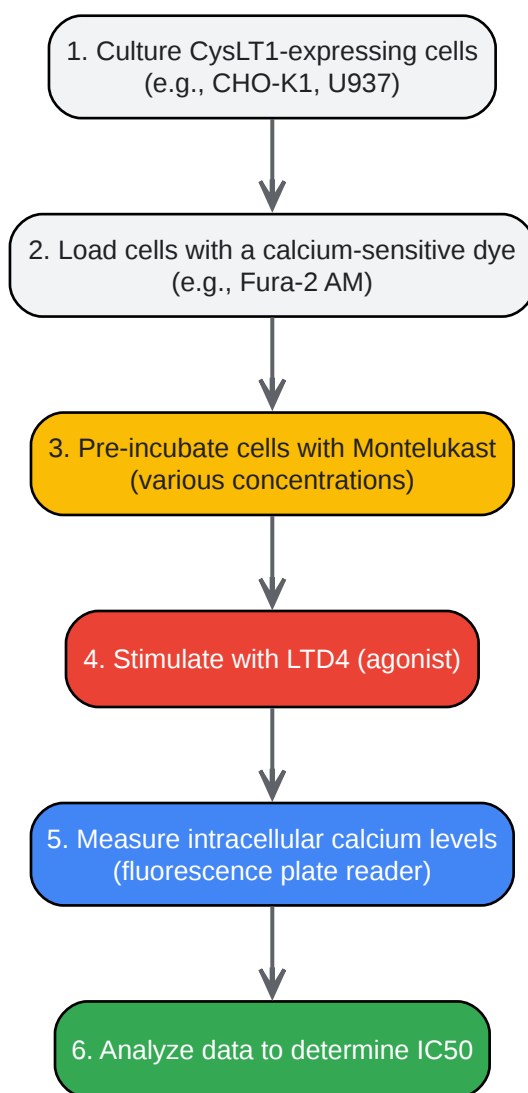 1. Culture CysLT1-expressing cells
(e.g., CHO-K1, U937)
2. Load cells with a calcium-sensitive dye
(e.g., Fura-2 AM)
3. Pre-incubate cells with Montelukast
(various concentrations)
4. Stimulate with LTD4 (agonist)
5. Measure intracellular calcium levels
(fluorescence plate reader)
6. Analyze data to determine IC50